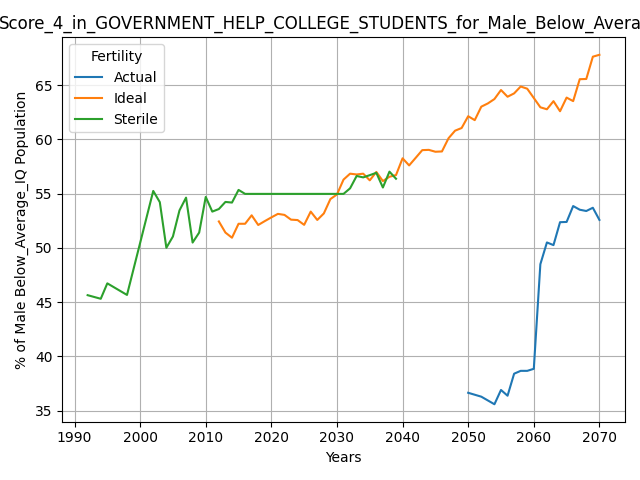 Score_4_in_GOVERNMENT_HELP_COLLEGE_STUDENTS_for_Male_Below_Avera
Fertility
Actual
Ideal
Sterile
% of Male Below_Average_IQ Population
65
60
55
50
45
40
35
1990 2000 2010 2020 2030 2040 2050 2060 2070
Years